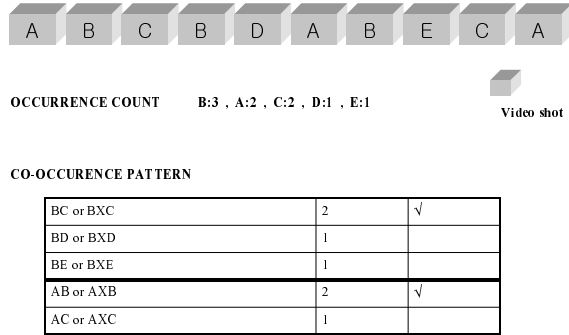 A B C B D A B E C A
OCCURRENCE COUNT B:3 , A:2 , C:2 , D:1 , E:1
Video shot
CO-OCCURENCE PATTERN
BC or BXC 2 √
BD or BXD 1
BE or BXE 1
AB or AXB 2 √
AC or AXC 1